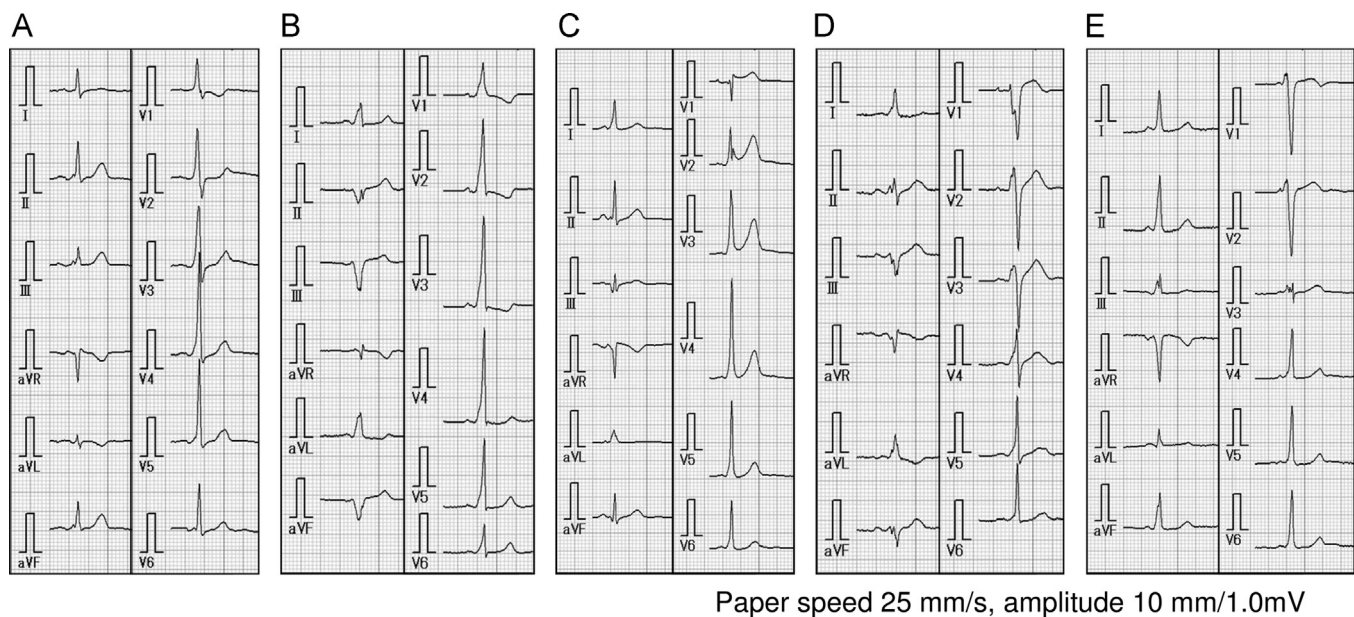 A
I
II
III
aVR
aVL
aVF
V1
V2
V3
V4
V5
V6
B
I
II
III
aVR
aVL
aVF
V1
V2
V3
V4
V5
V6
C
I
II
III
aVR
aVL
aVF
V1
V2
V3
V4
V5
V6
D
I
II
III
aVR
aVL
aVF
V1
V2
V3
V4
V5
V6
E
I
II
III
aVR
aVL
aVF
V1
V2
V3
V4
V5
V6
Paper speed 25 mm/s, amplitude 10 mm/1.0mV